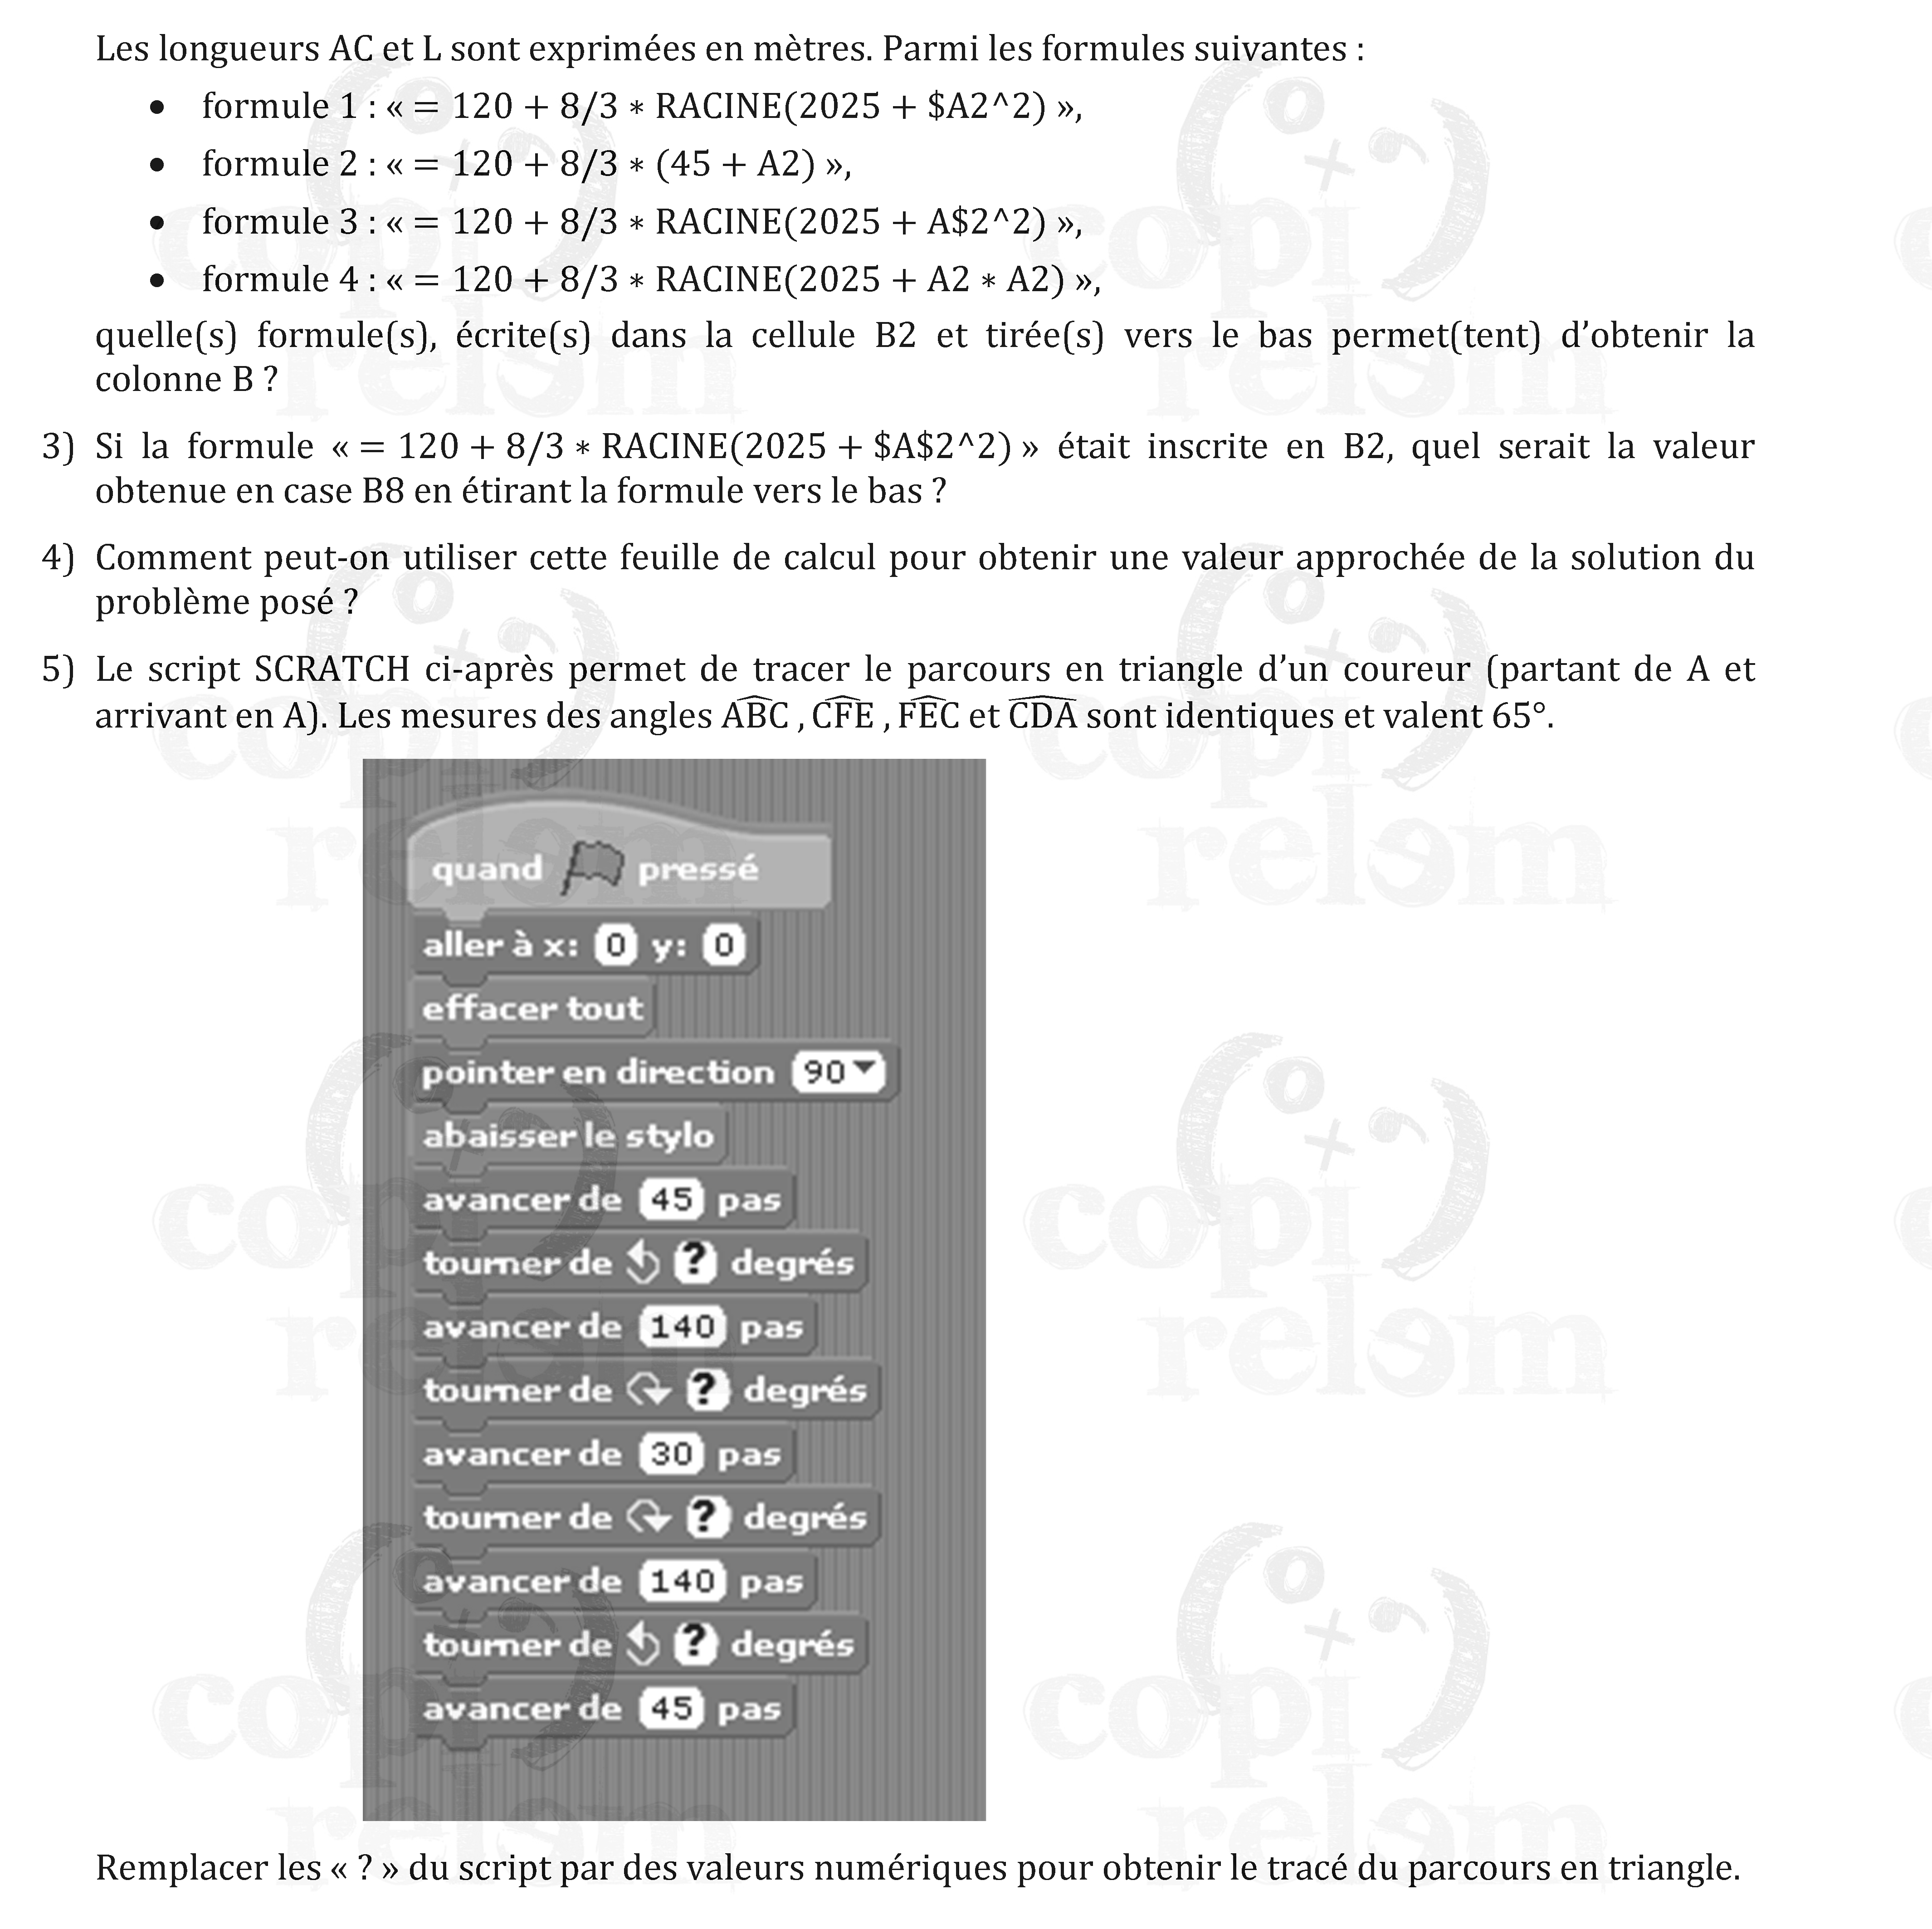 Les longueurs AC et L sont exprimées en mètres. Parmi les formules suivantes :
• formule 1 : « = 120 + 8/3 ∗ RACINE(2025 + $A2^2) »,
• formule 2 : « = 120 + 8/3 ∗ (45 + A2) »,
• formule 3 : « = 120 + 8/3 ∗ RACINE(2025 + A$2^2) »,
• formule 4 : « = 120 + 8/3 ∗ RACINE(2025 + A2 ∗ A2) »,
quelle(s) formule(s), écrite(s) dans la cellule B2 et tirée(s) vers le bas permet(tent) d’obtenir la
colonne B ?
3) Si la formule « = 120 + 8/3 ∗ RACINE(2025 + $A$2^2) » était inscrite en B2, quel serait la valeur
obtenue en case B8 en étirant la formule vers le bas ?
4) Comment peut-on utiliser cette feuille de calcul pour obtenir une valeur approchée de la solution du
problème posé ?
5) Le script SCRATCH ci-après permet de tracer le parcours en triangle d’un coureur (partant de A et
arrivant en A). Les mesures des angles ABC , CFE , FEC et CDA sont identiques et valent 65°.
quand pressé
aller à x: 0 y: 0
effacer tout
pointer en direction 90
abaisser le stylo
avancer de 45 pas
tourner de ? degrés
avancer de 140 pas
tourner de ? degrés
avancer de 30 pas
tourner de ? degrés
avancer de 140 pas
tourner de ? degrés
avancer de 45 pas
Remplacer les « ? » du script par des valeurs numériques pour obtenir le tracé du parcours en triangle.
copi
relem